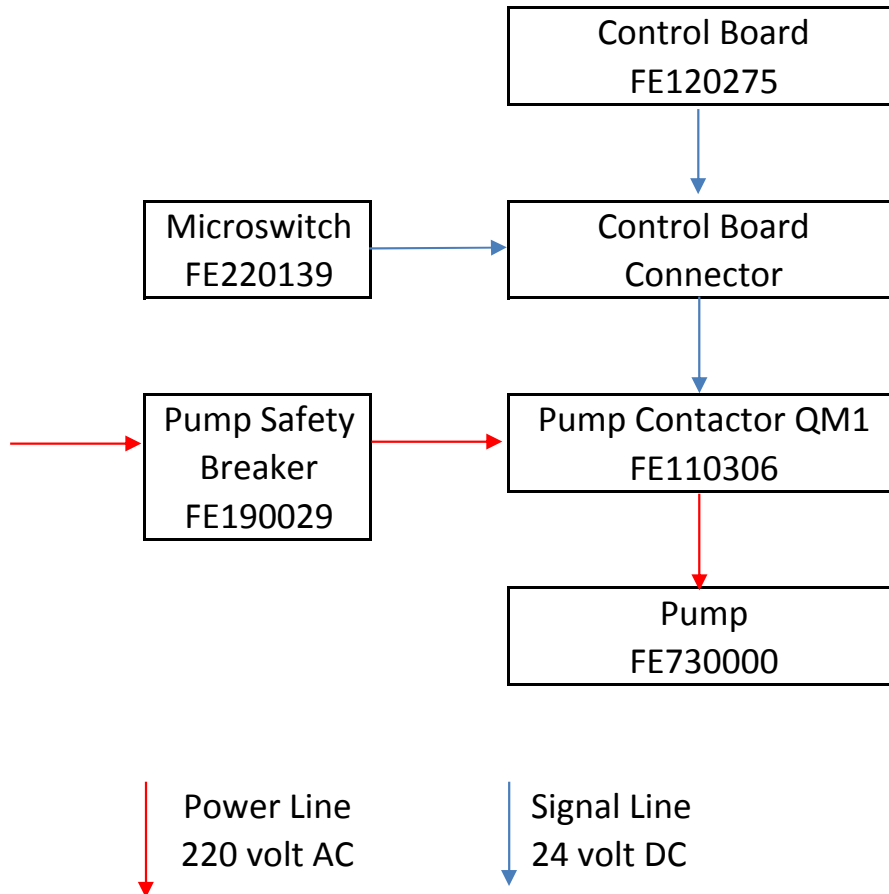 Control Board
FE120275
Microswitch
FE220139
Control Board
Connector
Pump Safety
Breaker
FE190029
Pump Contactor QM1
FE110306
Pump
FE730000
Power Line
220 volt AC
Signal Line
24 volt DC